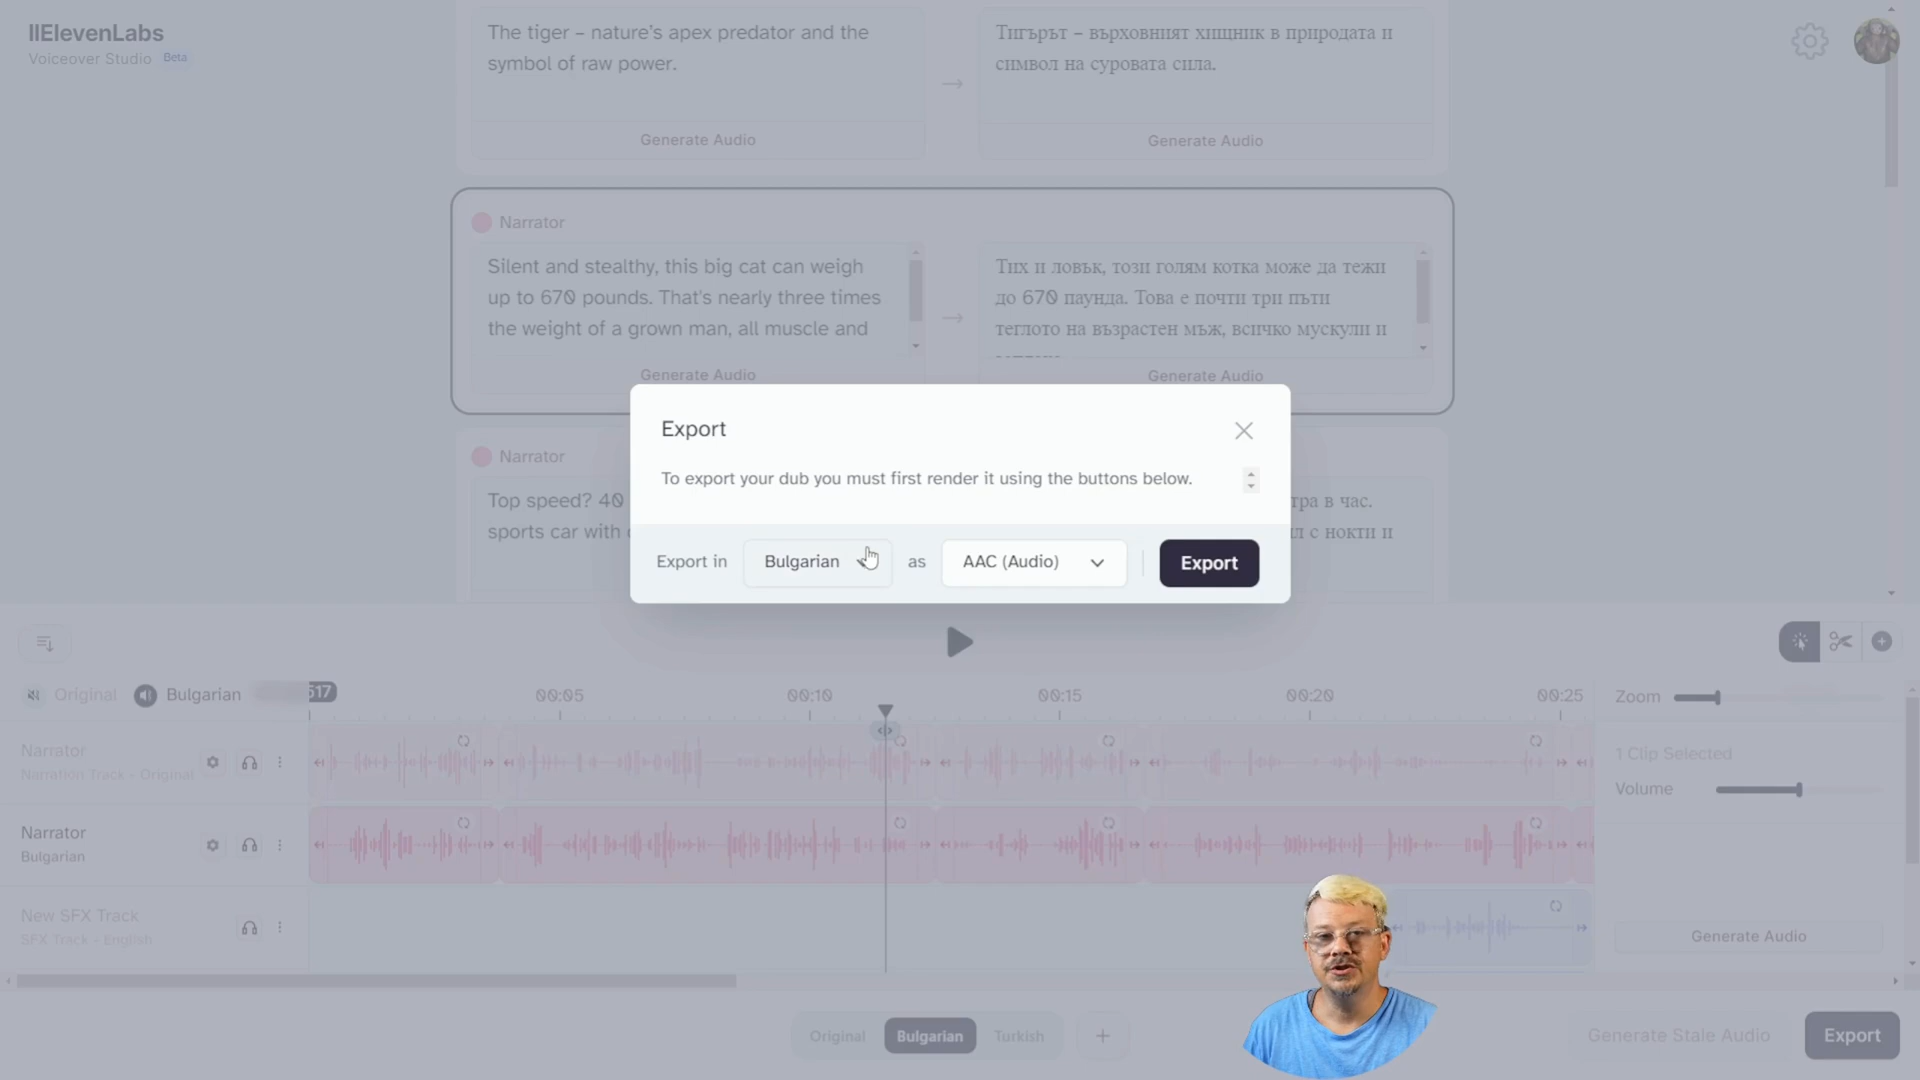 IIElevenLabs
Voiceover Studio Beta
The tiger – nature's apex predator and the
symbol of raw power.
Generate Audio
Тигърът – върховният хищник в природата и
символ на суровата сила.
Generate Audio
Narrator
Silent and stealthy, this big cat can weigh
up to 670 pounds. That's nearly three times
the weight of a grown man, all muscle and
Generate Audio
Тих и ловък, този голям котка може да тежи
до 670 паунда. Това е почти три пъти
теглото на възрастен мъж, всичко мускули и
Generate Audio
Narrator
Top speed? 40
sports car with
тра в час.
л с нокти и
Export
To export your dub you must first render it using the buttons below.
Export in Bulgarian as AAC (Audio) Export
Original Bulgarian 517 00:05 00:10 00:15 00:20 00:25
Narrator
Narration Track - Original
Narrator
Bulgarian
New SFX Track
SFX Track - English
Zoom
1 Clip Selected
Volume
Generate Audio
Original Bulgarian Turkish +
Generate Stale Audio Export